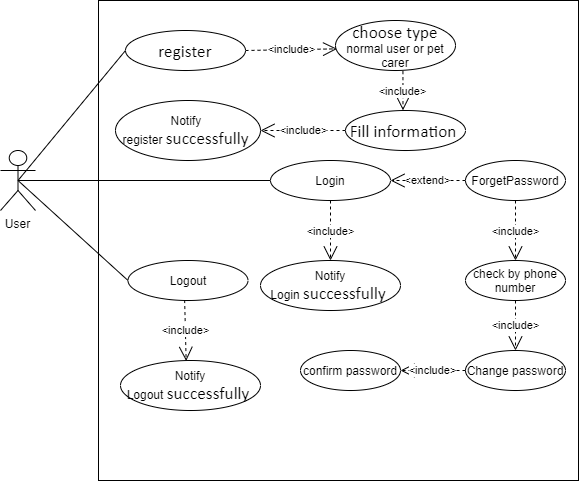 register
<include>
choose type
normal user or pet
carer
<include>
Notify
register successfully
<include>
Fill information
User
Login
<extend>
ForgetPassword
<include>
<include>
Logout
Notify
Login successfully
check by phone
number
<include>
<include>
Notify
Logout successfully
confirm password
<include>
Change password